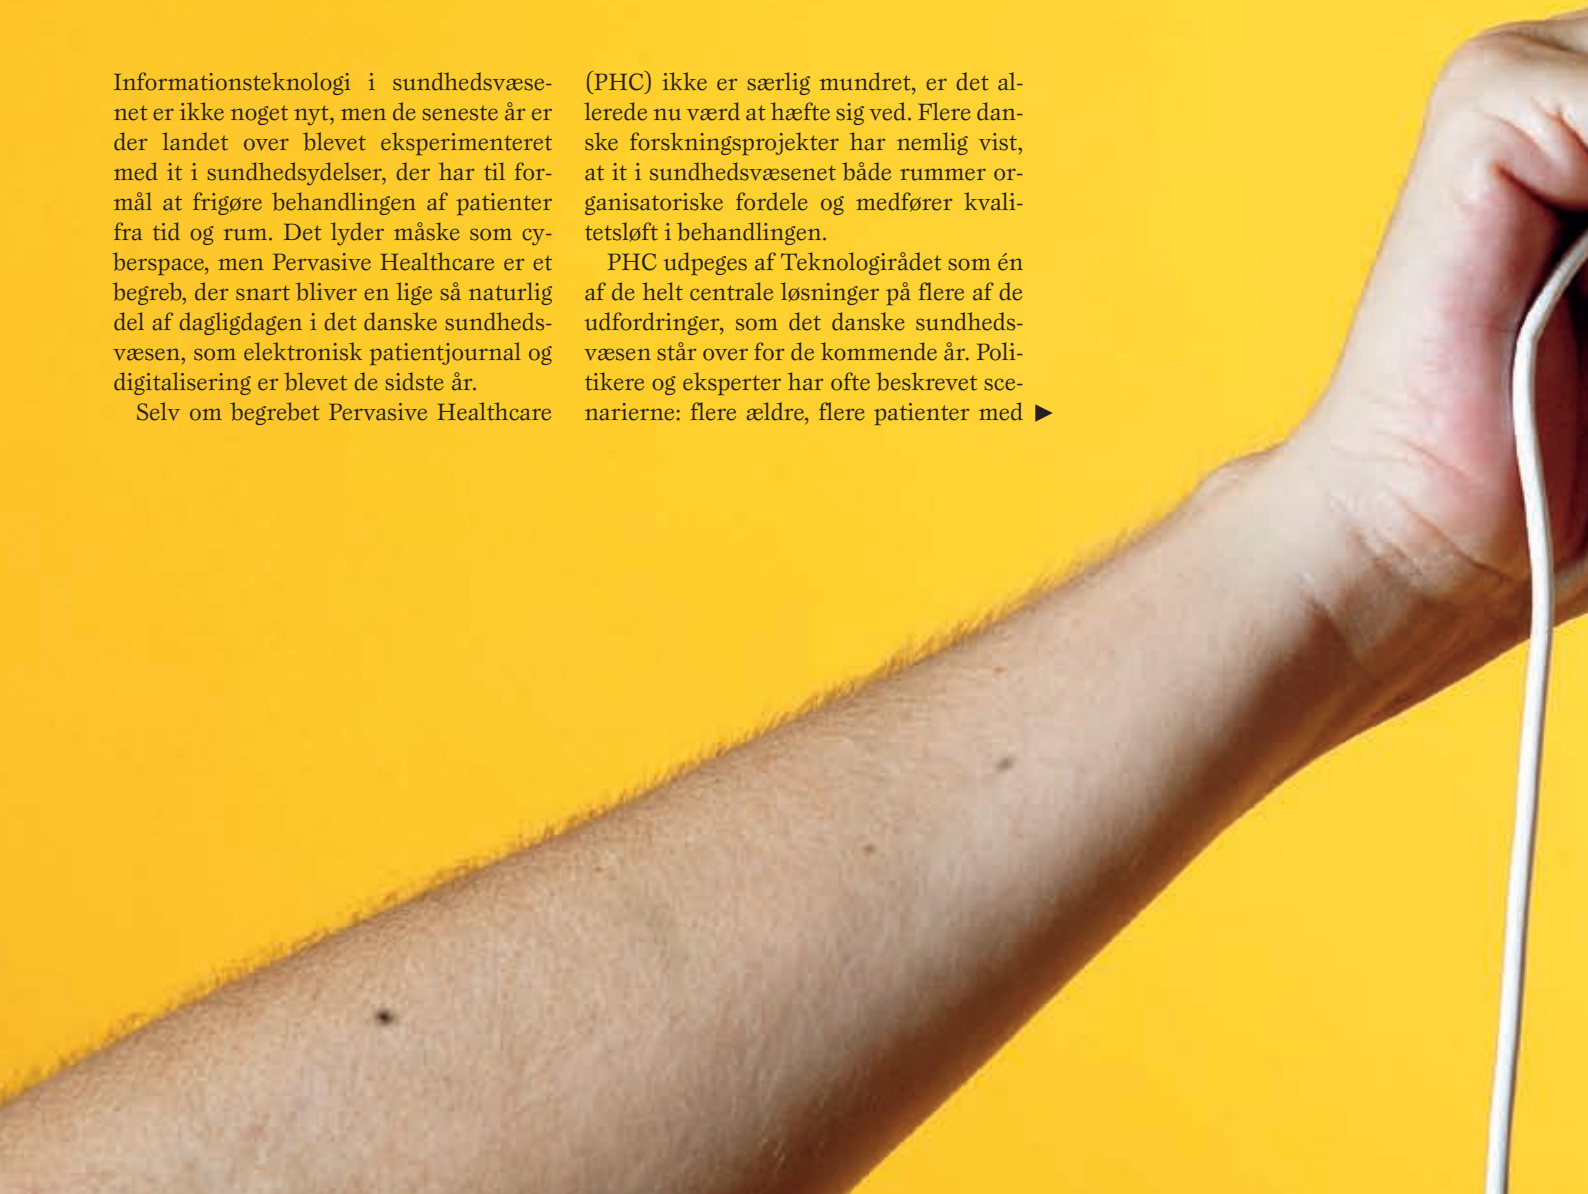 Informationsteknologi i sundhedsvæse-
net er ikke noget nyt, men de seneste år er
der landet over blevet eksperimenteret
med it i sundhedsydelser, der har til for-
mål at frigøre behandlingen af patienter
fra tid og rum. Det lyder måske som cy-
berspace, men Pervasive Healthcare er et
begreb, der snart bliver en lige så naturlig
del af dagligdagen i det danske sundheds-
væsen, som elektronisk patientjournal og
digitalisering er blevet de sidste år.
Selv om begrebet Pervasive Healthcare
(PHC) ikke er særlig mundret, er det al-
lerede nu værd at hæfte sig ved. Flere dan-
ske forskningsprojekter har nemlig vist,
at it i sundhedsvæsenet både rummer or-
ganisatoriske fordele og medfører kvali-
tetsløft i behandlingen.
PHC udpeges af Teknologirådet som én
af de helt centrale løsninger på flere af de
udfordringer, som det danske sundheds-
væsen står over for de kommende år. Poli-
tikere og eksperter har ofte beskrevet sce-
narierne: flere ældre, flere patienter med ▶